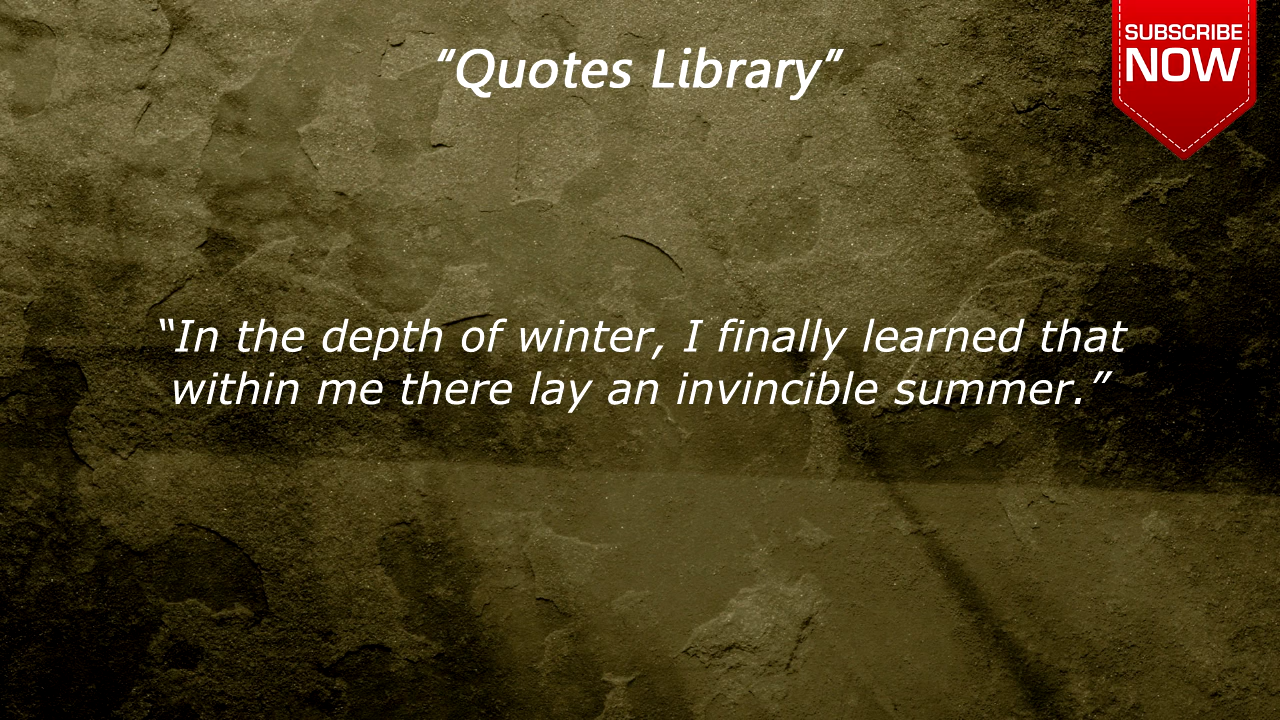 “Quotes Library”
SUBSCRIBE
NOW
“In the depth of winter, I finally learned that
within me there lay an invincible summer.”